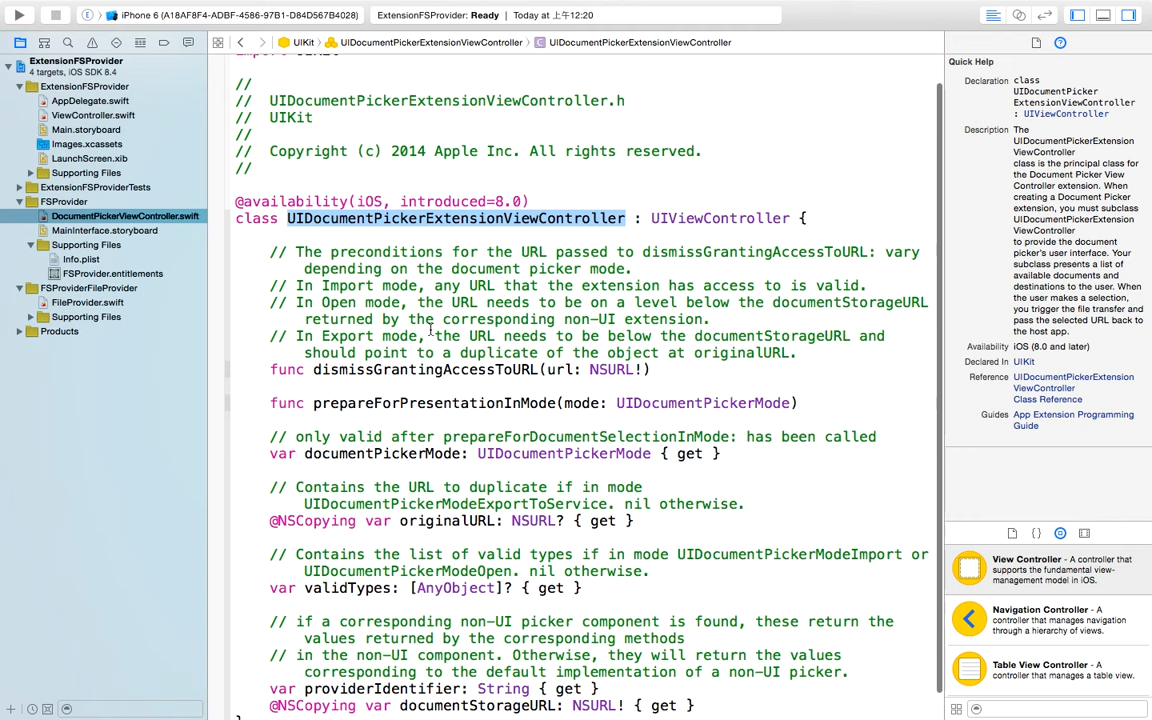 iPhone 6 (A18AF8F4-ADBF-4586-97B1-D84D567B4028)
ExtensionFSProvider: Ready | Today at 上午12:20
UIKit › UIDocumentPickerExtensionViewController › C UIDocumentPickerExtensionViewController
ExtensionFSProvider
4 targets, iOS SDK 8.4
ExtensionFSProvider
AppDelegate.swift
ViewController.swift
Main.storyboard
Images.xcassets
LaunchScreen.xib
Supporting Files
ExtensionFSProviderTests
FSProvider
DocumentPickerViewController.swift
MainInterface.storyboard
Supporting Files
Info.plist
FSProvider.entitlements
FSProviderFileProvider
FileProvider.swift
Supporting Files
Products
import UIKit
//
//  UIDocumentPickerExtensionViewController.h
//  UIKit
//
//  Copyright (c) 2014 Apple Inc. All rights reserved.
//
@availability(iOS, introduced=8.0)
class UIDocumentPickerExtensionViewController : UIViewController {
// The preconditions for the URL passed to dismissGrantingAccessToURL: vary
depending on the document picker mode.
// In Import mode, any URL that the extension has access to is valid.
// In Open mode, the URL needs to be on a level below the documentStorageURL
returned by the corresponding non-UI extension.
// In Export mode, the URL needs to be below the documentStorageURL and
should point to a duplicate of the object at originalURL.
func dismissGrantingAccessToURL(url: NSURL!)
func prepareForPresentationInMode(mode: UIDocumentPickerMode)
// only valid after prepareForDocumentSelectionInMode: has been called
var documentPickerMode: UIDocumentPickerMode { get }
// Contains the URL to duplicate if in mode
UIDocumentPickerModeExportToService. nil otherwise.
@NSCopying var originalURL: NSURL? { get }
// Contains the list of valid types if in mode UIDocumentPickerModeImport or
UIDocumentPickerModeOpen. nil otherwise.
var validTypes: [AnyObject]? { get }
// if a corresponding non-UI picker component is found, these return the
values returned by the corresponding methods
// in the non-UI component. Otherwise, they will return the values
corresponding to the default implementation of a non-UI picker.
var providerIdentifier: String { get }
@NSCopying var documentStorageURL: NSURL! { get }
}
Quick Help
Declaration class
UIDocumentPicker
ExtensionViewController
: UIViewController
Description The
UIDocumentPickerExtension
ViewController
class is the principal class for
the Document Picker View
Controller extension. When
creating a Document Picker
extension, you must subclass
UIDocumentPickerExtension
ViewController
to provide the document
picker's user interface. Your
subclass presents a list of
available documents and
destinations to the user. When
the user makes a selection,
you trigger the file transfer and
pass the selected URL back to
the host app.
Availability iOS (8.0 and later)
Declared In UIKit
Reference UIDocumentPickerExtension
ViewController
Class Reference
Guides App Extension Programming
Guide
View Controller - A controller that
supports the fundamental view-
management model in iOS.
Navigation Controller - A
controller that manages navigation
through a hierarchy of views.
Table View Controller - A
controller that manages a table view.